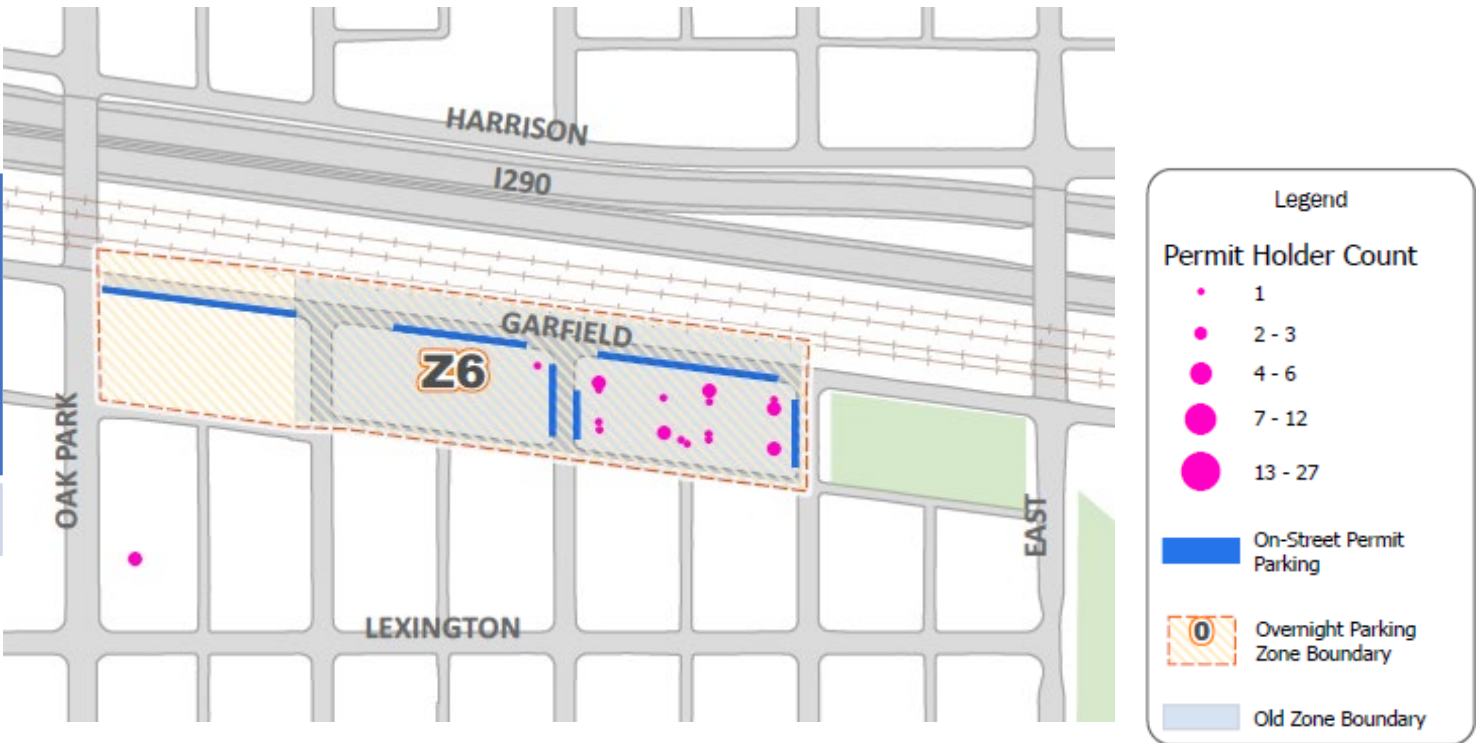 HARRISON
I290
GARFIELD
Z6
OAK PARK
EAST
LEXINGTON
Legend
Permit Holder Count
1
2 - 3
4 - 6
7 - 12
13 - 27
On-Street Permit
Parking
0
Overnight Parking
Zone Boundary
Old Zone Boundary